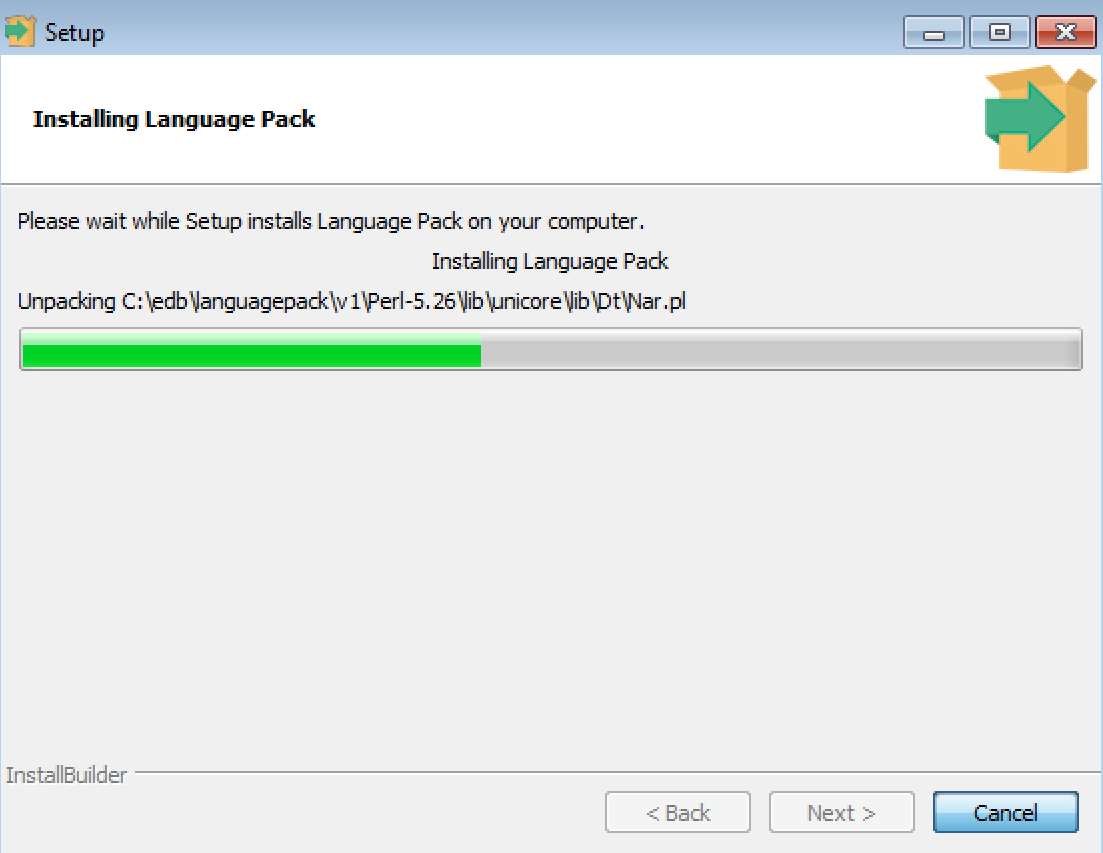 Setup
Installing Language Pack
Please wait while Setup installs Language Pack on your computer.
Installing Language Pack
Unpacking C:\edb\languagepack\v1\Perl-5.26\lib\unicore\lib\Dt\Nar.pl
InstallBuilder
< Back
Next >
Cancel